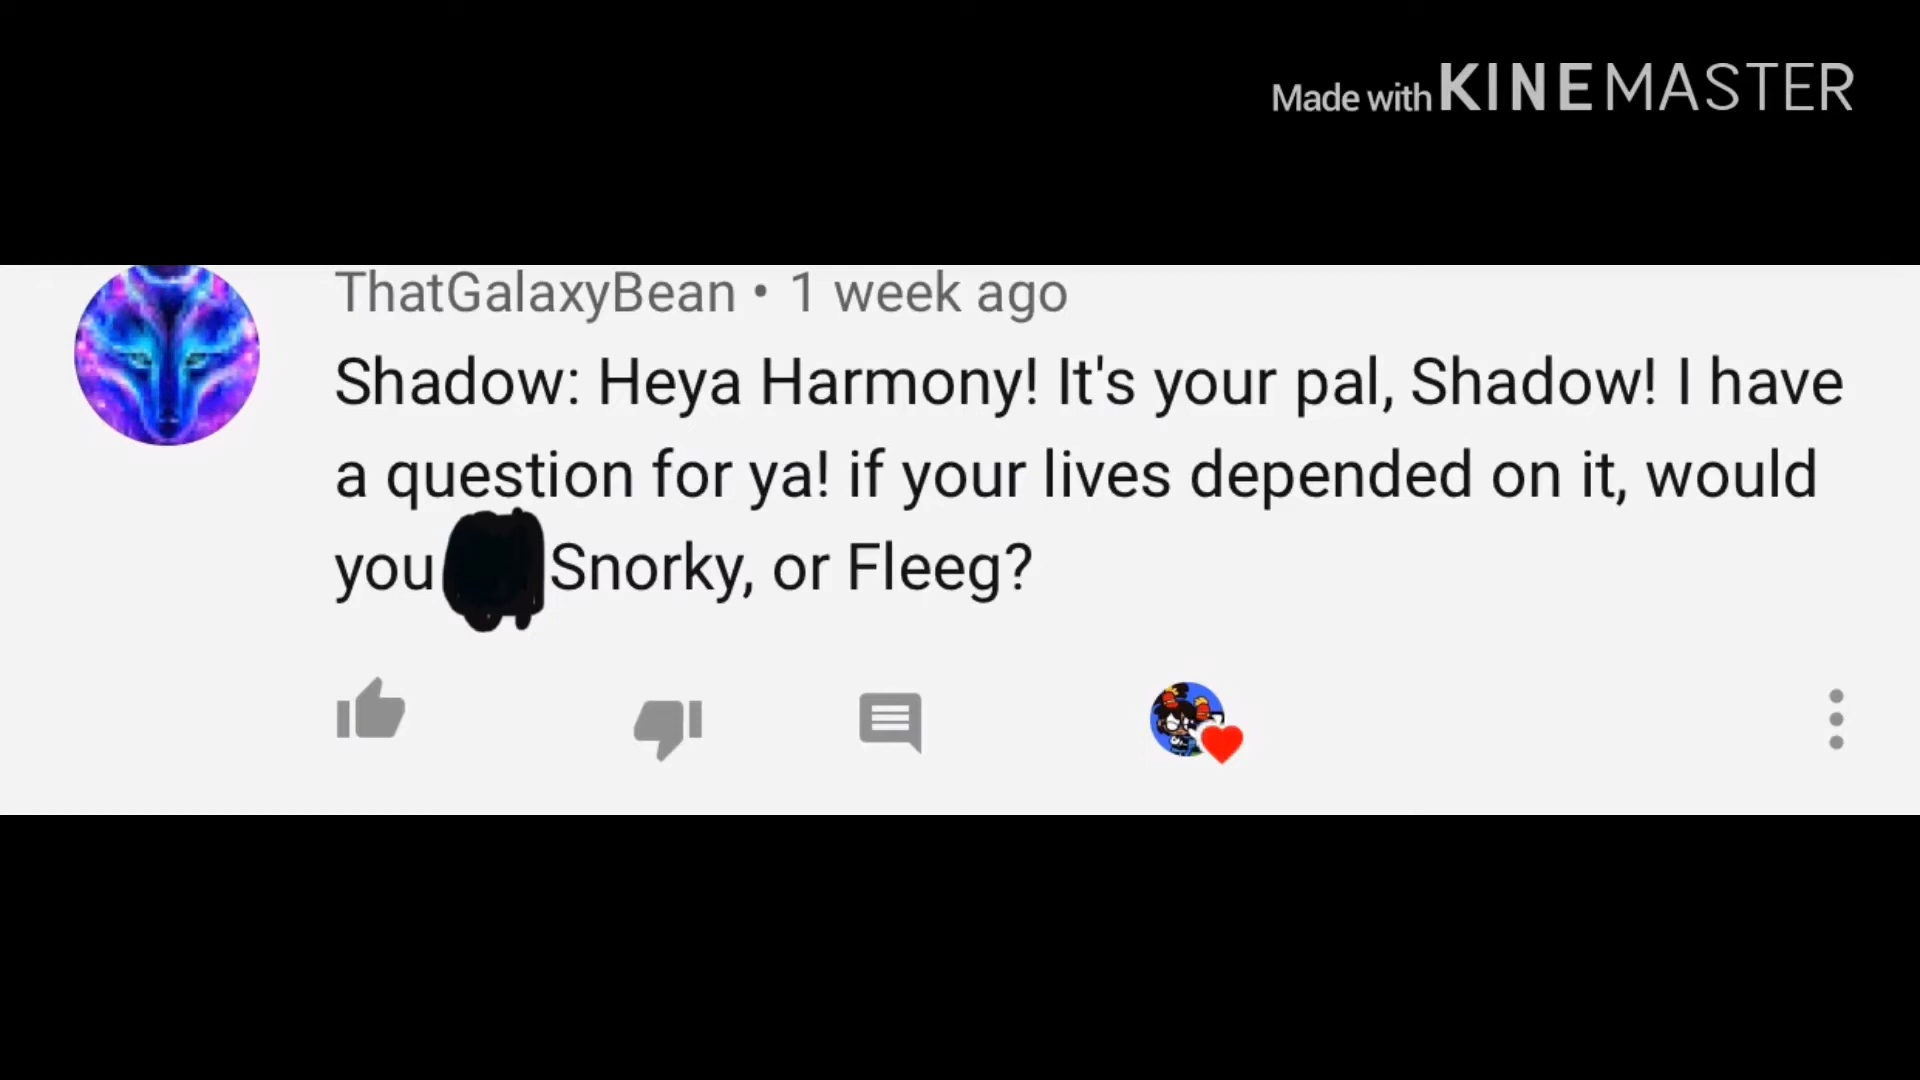 Made with KINEMASTER
ThatGalaxyBean • 1 week ago
Shadow: Heya Harmony! It's your pal, Shadow! I have
a question for ya! if your lives depended on it, would
you Snorky, or Fleeg?